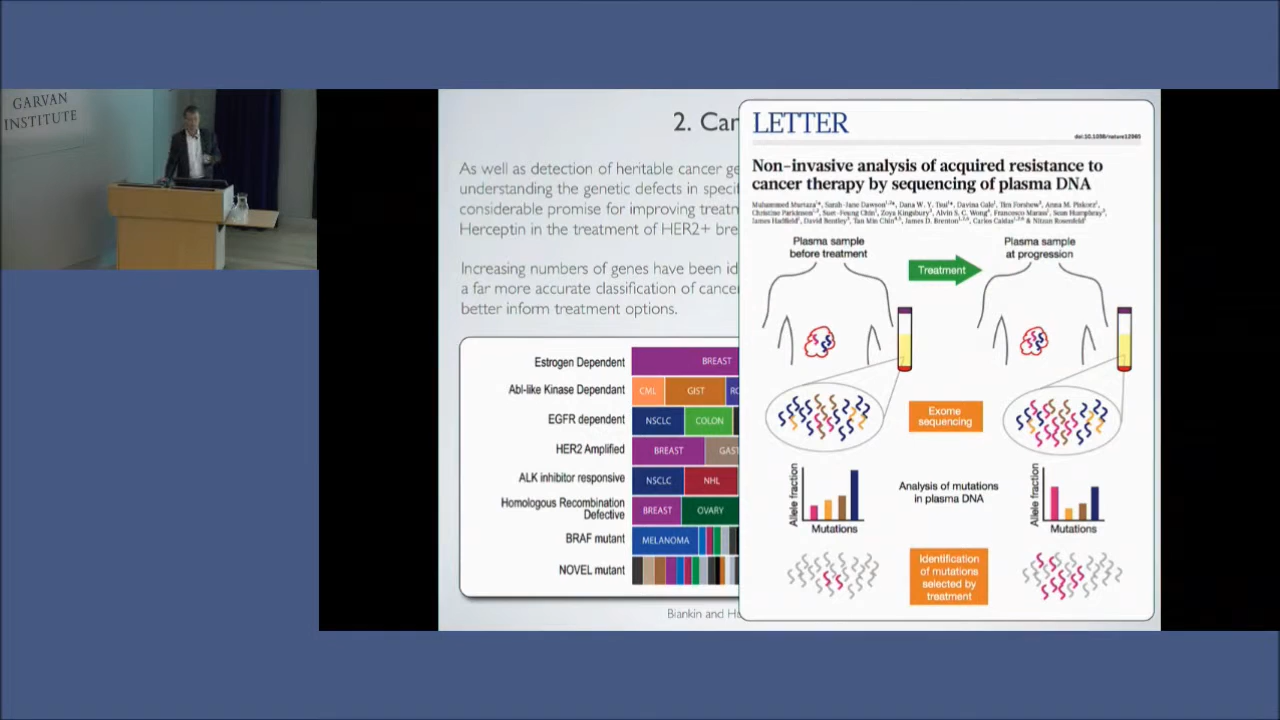 GARVAN
INSTITUTE
2. Can
As well as detection of heritable cancer ge
understanding the genetic defects in specif
considerable promise for improving treatm
Herceptin in the treatment of HER2+ bre
Increasing numbers of genes have been id
a far more accurate classification of cancer
better inform treatment options.
Estrogen Dependent BREAST
Abl-like Kinase Dependant CML GIST
EGFR dependent NSCLC COLON
HER2 Amplified BREAST GAST
ALK inhibitor responsive NSCLC NHL
Homologous Recombination
Defective BREAST OVARY
BRAF mutant MELANOMA
NOVEL mutant
Biankin and H
LETTER
Non-invasive analysis of acquired resistance to
cancer therapy by sequencing of plasma DNA
Plasma sample
before treatment
Treatment
Plasma sample
at progression
Exome
sequencing
Allele fraction
Mutations
Analysis of mutations
in plasma DNA
Allele fraction
Mutations
Identification
of mutations
selected by
treatment